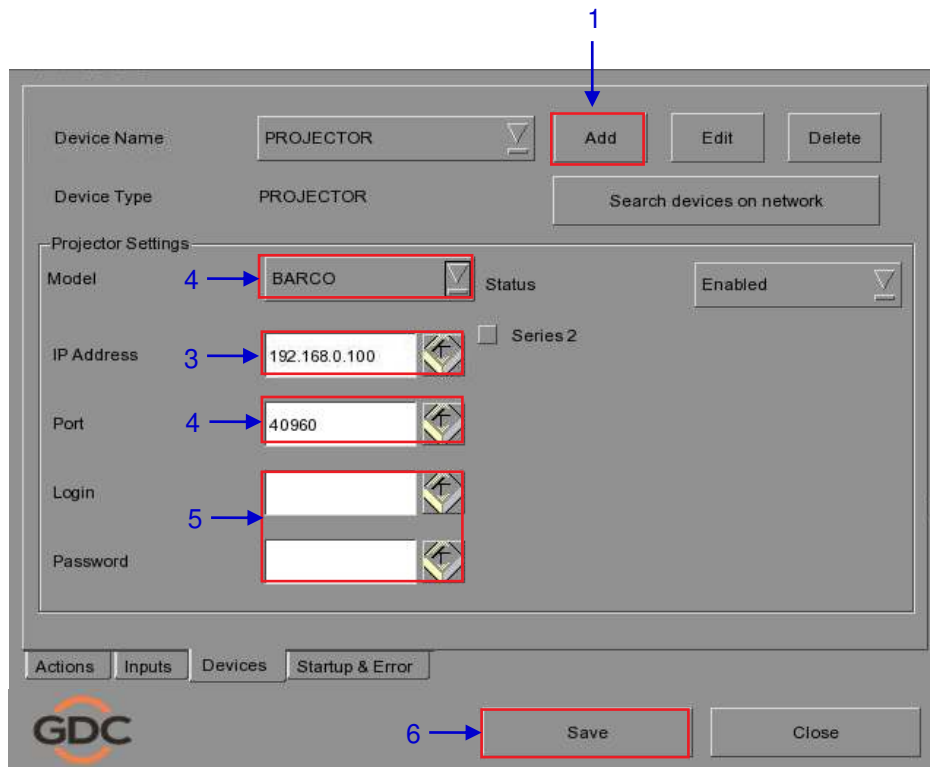 1
Device Name PROJECTOR Add Edit Delete
Device Type PROJECTOR Search devices on network
Projector Settings
Model 4 BARCO Status Enabled
Series 2
IP Address 3 192.168.0.100
Port 4 40960
Login
5
Password
Actions Inputs Devices Startup & Error
GDC 6 Save Close